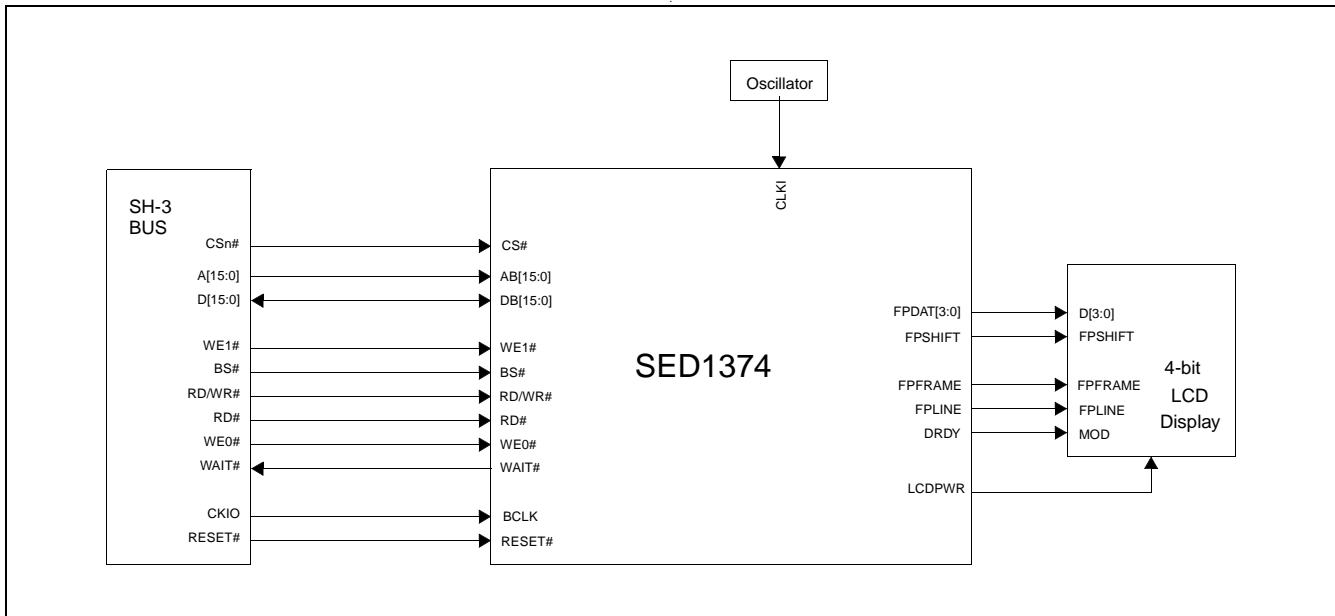 Oscillator
CLKI
SH-3
BUS
CSn#
A[15:0]
D[15:0]
WE1#
BS#
RD/WR#
RD#
WE0#
WAIT#
CKIO
RESET#
CS#
AB[15:0]
DB[15:0]
WE1#
BS#
RD/WR#
RD#
WE0#
WAIT#
BCLK
RESET#
SED1374
FPDAT[3:0]
FPSHIFT
FPFRAME
FPLINE
DRDY
LCDPWR
D[3:0]
FPSHIFT
FPFRAME
FPLINE
MOD
4-bit
LCD
Display